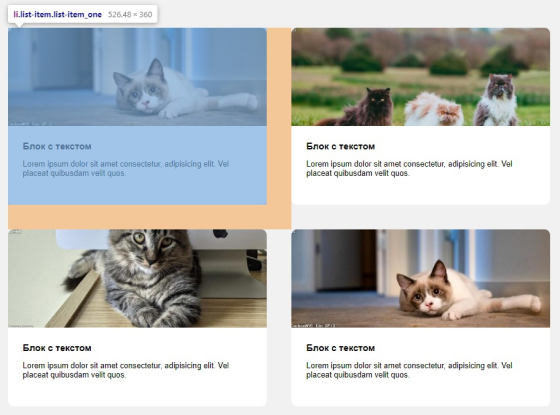 li.list-item.list-item_one 526.48 × 360
Блок с текстом
Lorem ipsum dolor sit amet consectetur, adipisicing elit. Vel
placeat quibusdam velit quos.
Блок с текстом
Lorem ipsum dolor sit amet consectetur, adipisicing elit. Vel
placeat quibusdam velit quos.
Блок с текстом
Lorem ipsum dolor sit amet consectetur, adipisicing elit. Vel
placeat quibusdam velit quos.
Блок с текстом
Lorem ipsum dolor sit amet consectetur, adipisicing elit. Vel
placeat quibusdam velit quos.